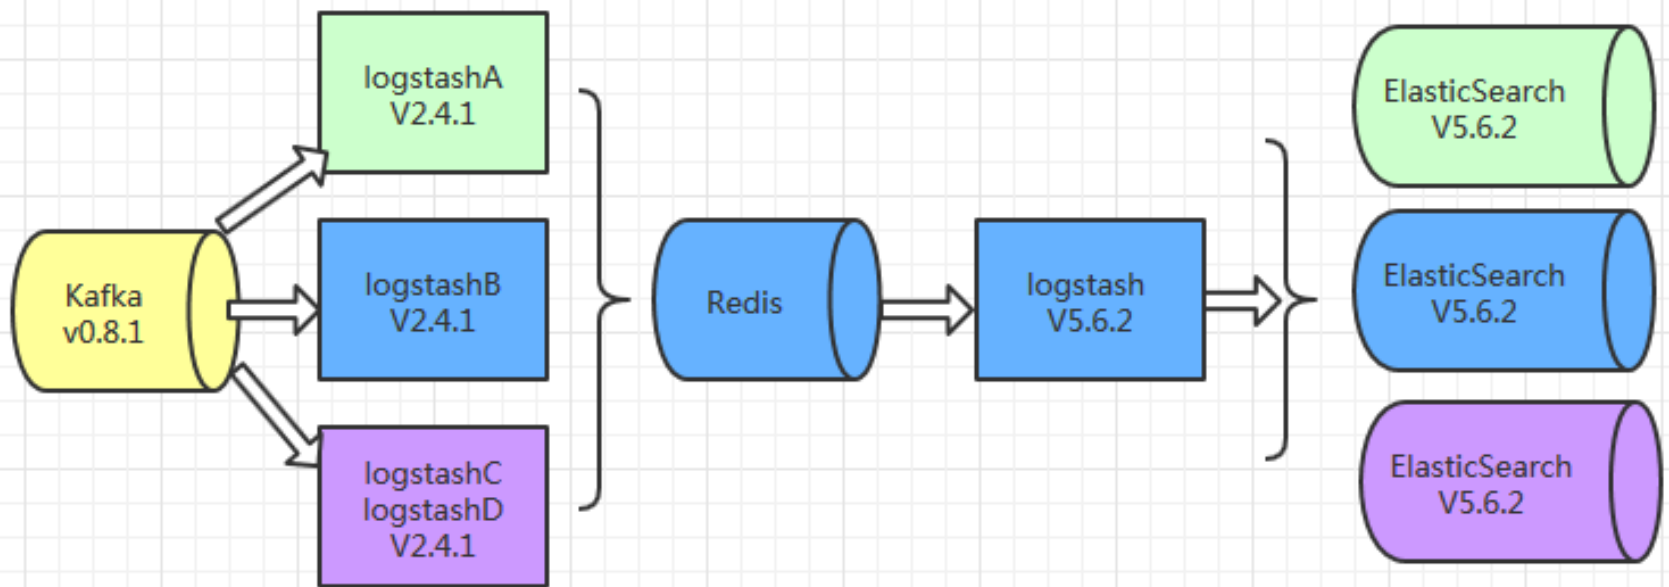 logstashA
V2.4.1
Kafka
v0.8.1
logstashB
V2.4.1
logstashC
logstashD
V2.4.1
Redis
logstash
V5.6.2
ElasticSearch
V5.6.2
ElasticSearch
V5.6.2
ElasticSearch
V5.6.2